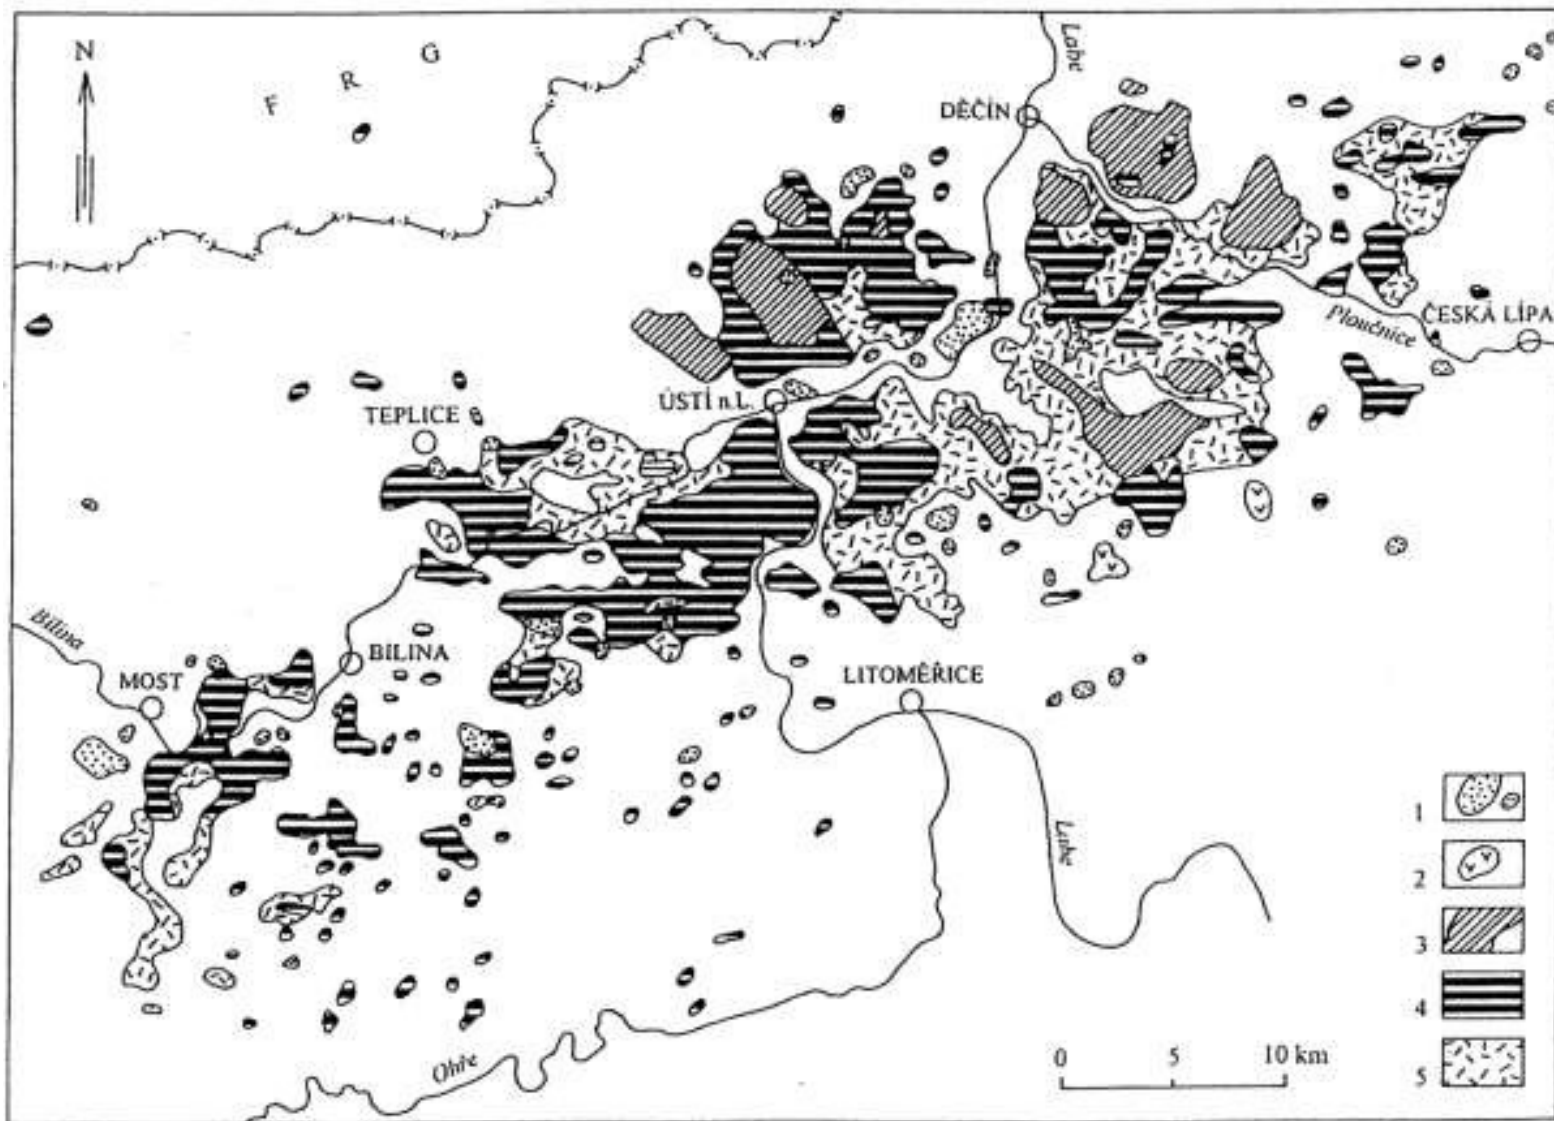 N
F R G
Labe
DĚČÍN
ČESKÁ LÍPA
Ploučnice
ÚSTÍ n.L.
TEPLICE
Bílina
BÍLINA
MOST
LITOMĚŘICE
Labe
Ohře
1
2
3
4
5
0 5 10 km